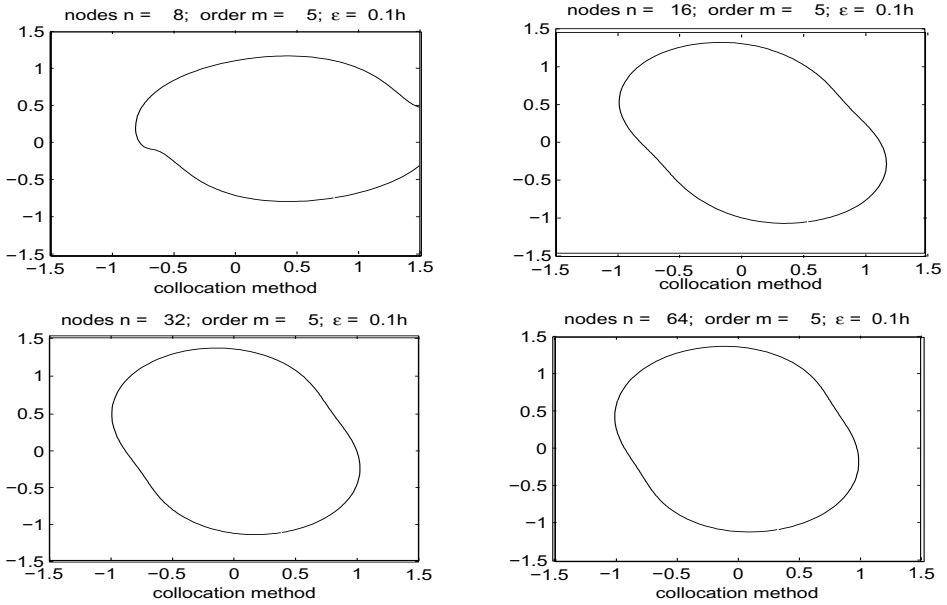 nodes n = 8; order m = 5; ε = 0.1h
1.5
1
0.5
0
−0.5
−1
−1.5
−1.5 −1 −0.5 0 0.5 1 1.5
collocation method
nodes n = 16; order m = 5; ε = 0.1h
1.5
1
0.5
0
−0.5
−1
−1.5
−1.5 −1 −0.5 0 0.5 1 1.5
collocation method
nodes n = 32; order m = 5; ε = 0.1h
1.5
1
0.5
0
−0.5
−1
−1.5
−1.5 −1 −0.5 0 0.5 1 1.5
collocation method
nodes n = 64; order m = 5; ε = 0.1h
1.5
1
0.5
0
−0.5
−1
−1.5
−1.5 −1 −0.5 0 0.5 1 1.5
collocation method